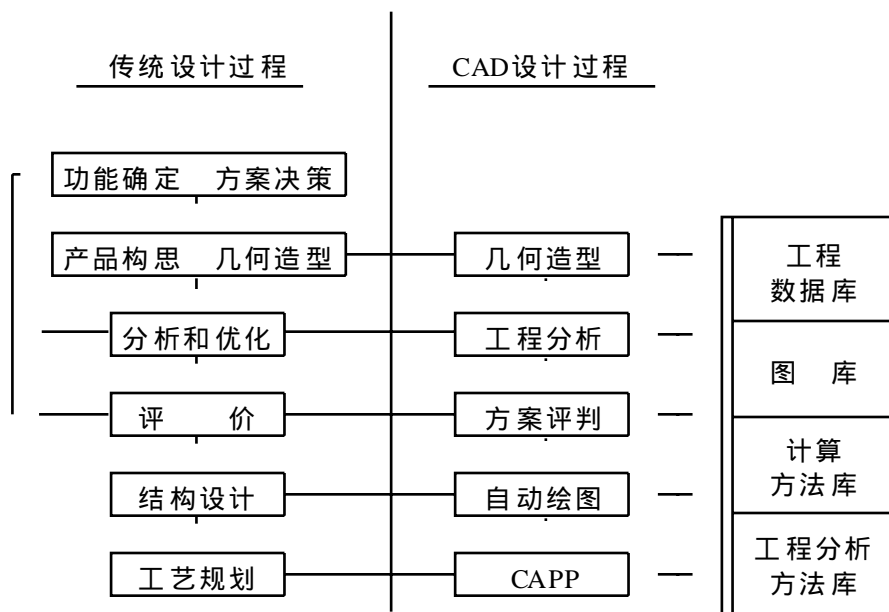 传统设计过程
CAD设计过程
功能确定 方案决策
产品构思 几何造型
几何造型
工程
数据库
分析和优化
工程分析
图 库
评 价
方案评判
计算
方法库
结构设计
自动绘图
工艺规划
CAPP
工程分析
方法库